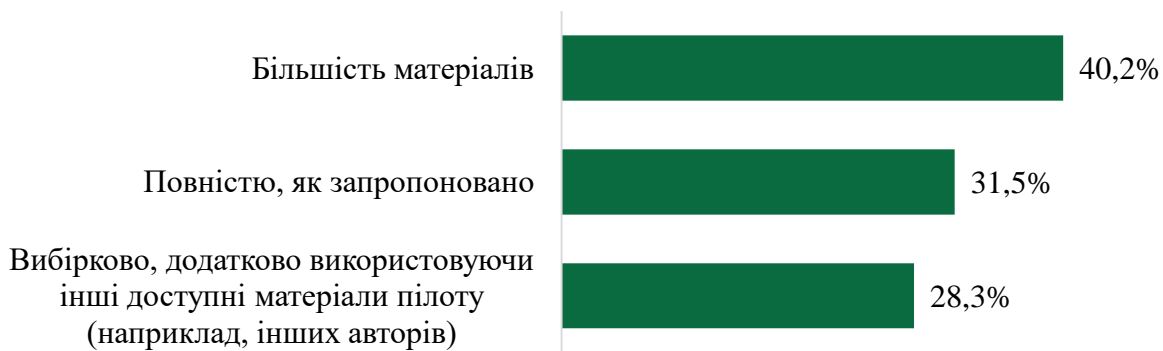 Більшість матеріалів
40,2%
Повністю, як запропоновано
31,5%
Вибірково, додатково використовуючи
інші доступні матеріали пілоту
(наприклад, інших авторів)
28,3%